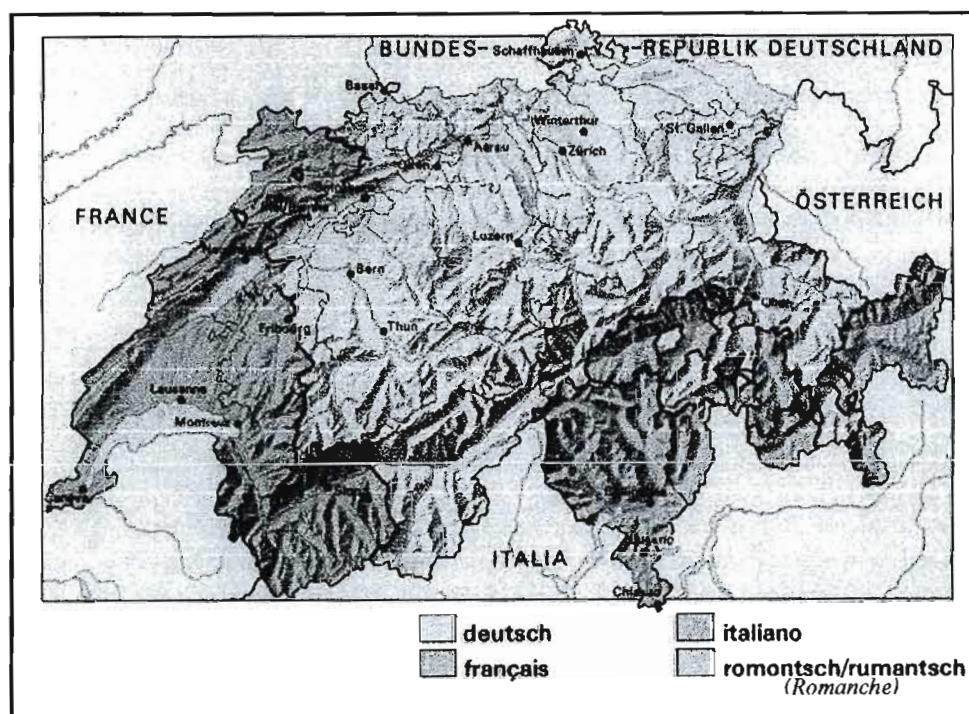 BUNDES-
-REPUBLIK DEUTSCHLAND
Schaffhausen
Basel
Winterthur
St. Gallen
Aarau
Zürich
FRANCE
ÖSTERREICH
Luzern
Bern
Chur
Fribourg
Thun
Lausanne
Montreux
ITALIA
Lugano
Chiasso
deutsch
italiano
français
romontsch/rumantsch
(Romanche)